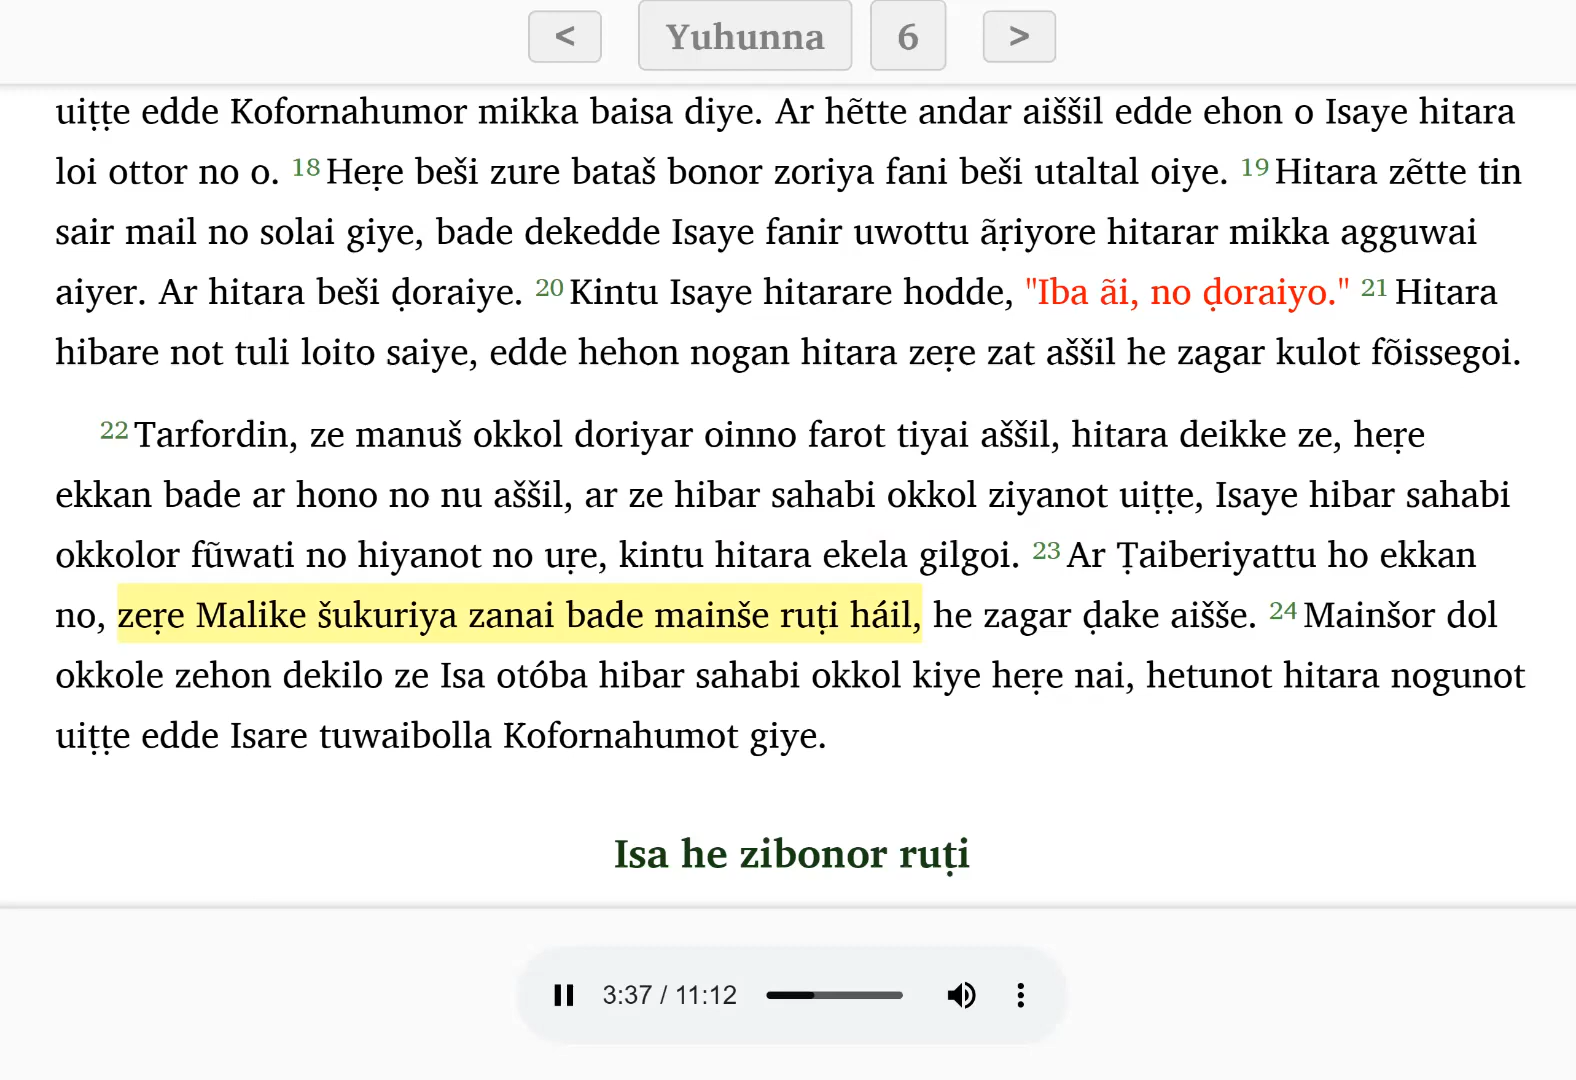 < Yuhunna 6 >
uiṭṭe edde Kofornahumor mikka baisa diye. Ar hẽtte andar aiššil edde ehon o Isaye hitara
loi ottor no o. 18 Heṛe beši zure bataš bonor zoriya fani beši utaltal oiye. 19 Hitara zẽtte tin
sair mail no solai giye, bade dekedde Isaye fanir uwottu ãṛiyore hitarar mikka agguwai
aiyer. Ar hitara beši ḍoraiye. 20 Kintu Isaye hitarare hodde, "Iba ãi, no ḍoraiyo." 21 Hitara
hibare not tuli loito saiye, edde hehon nogan hitara zeṛe zat aššil he zagar kulot fõissegoi.
22 Tarfordin, ze manuš okkol doriyar oinno farot tiyai aššil, hitara deikke ze, heṛe
ekkan bade ar hono no nu aššil, ar ze hibar sahabi okkol ziyanot uiṭṭe, Isaye hibar sahabi
okkolor fũwati no hiyanot no uṛe, kintu hitara ekela gilgoi. 23 Ar Ṭaiberiyattu ho ekkan
no, zeṛe Malike šukuriya zanai bade mainše ruṭi háil, he zagar ḍake aišše. 24 Mainšor dol
okkole zehon dekilo ze Isa otóba hibar sahabi okkol kiye heṛe nai, hetunot hitara nogunot
uiṭṭe edde Isare tuwaibolla Kofornahumot giye.
Isa he zibonor ruṭi
3:37 / 11:12